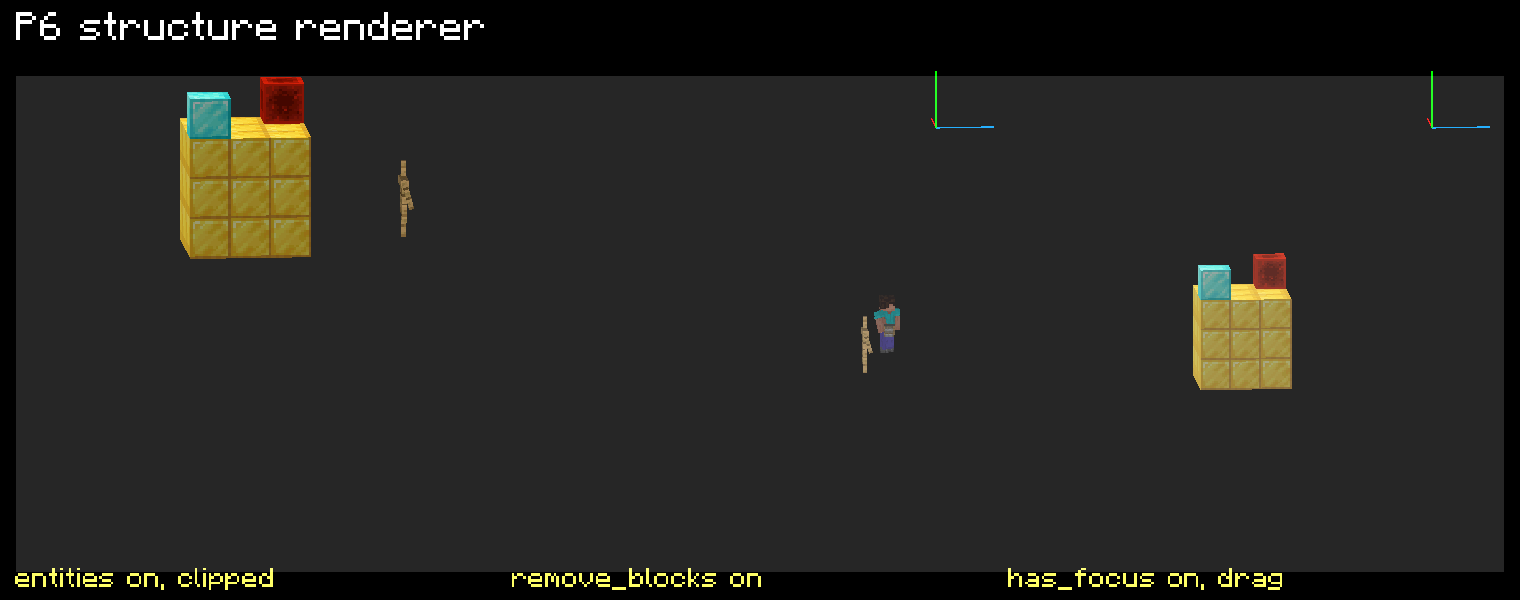 P6 structure renderer
entities on, clipped
remove_blocks on
has_focus on, drag